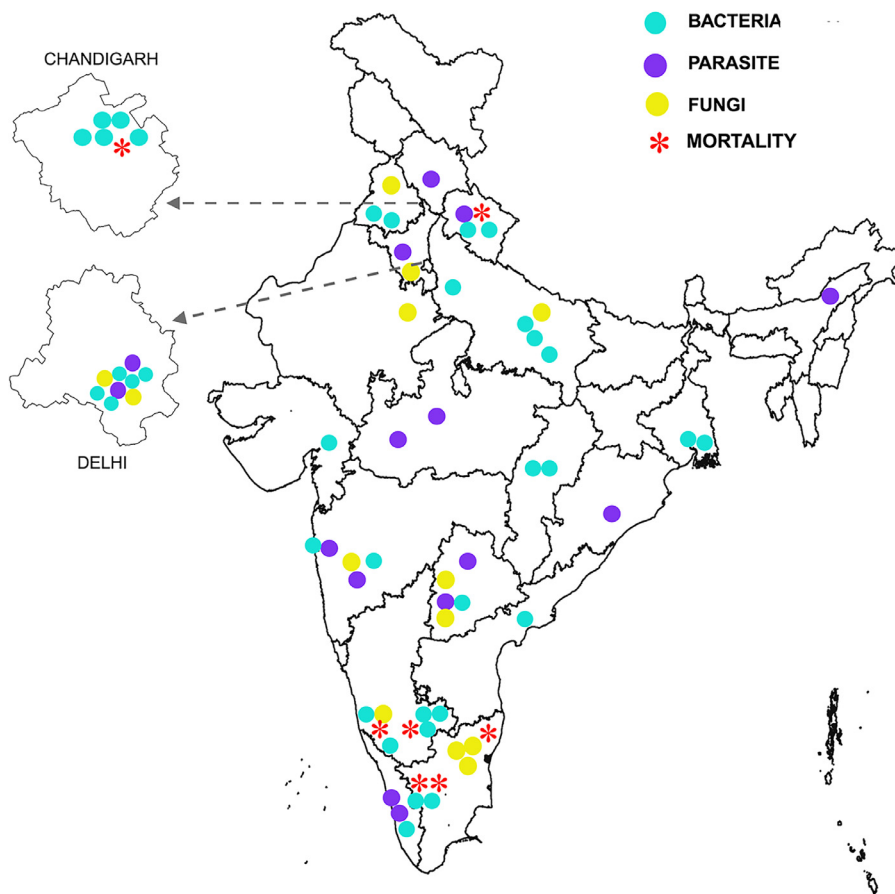 BACTERIA
PARASITE
FUNGI
MORTALITY
CHANDIGARH
DELHI